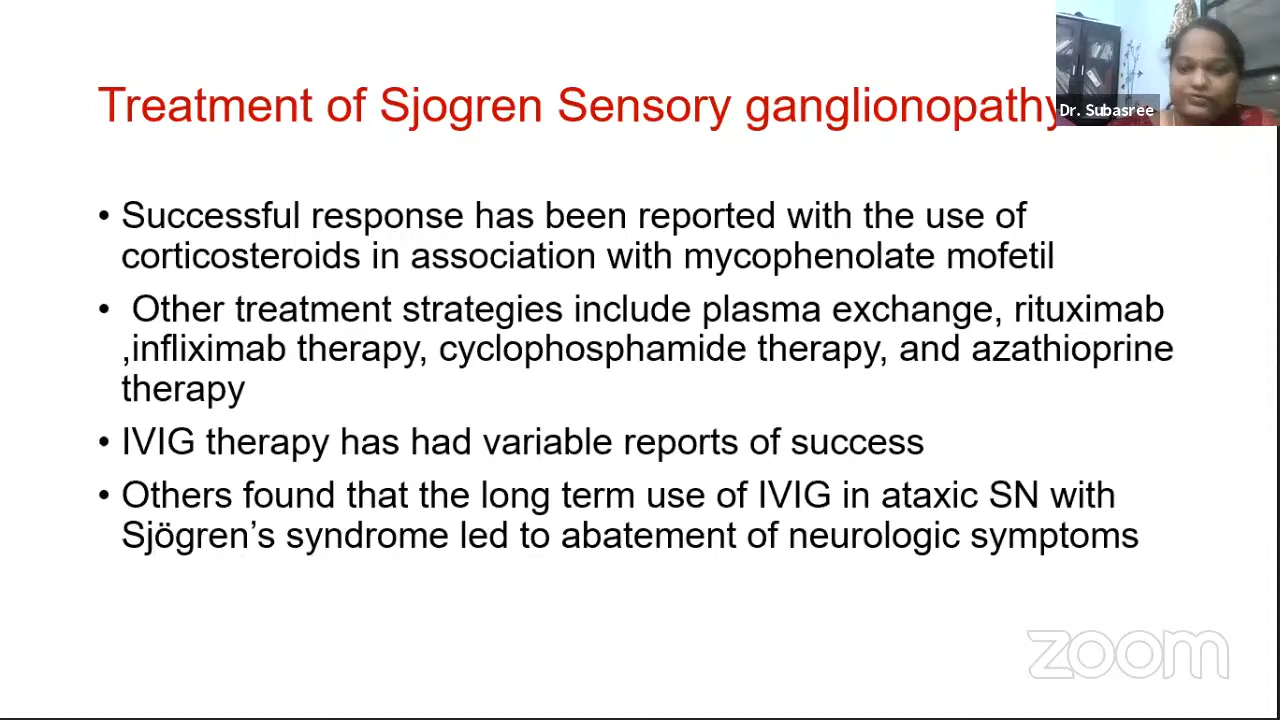 Treatment of Sjogren Sensory ganglionopathy
Dr. Subasree
• Successful response has been reported with the use of
corticosteroids in association with mycophenolate mofetil
• Other treatment strategies include plasma exchange, rituximab
,infliximab therapy, cyclophosphamide therapy, and azathioprine
therapy
• IVIG therapy has had variable reports of success
• Others found that the long term use of IVIG in ataxic SN with
Sjögren’s syndrome led to abatement of neurologic symptoms
zoom